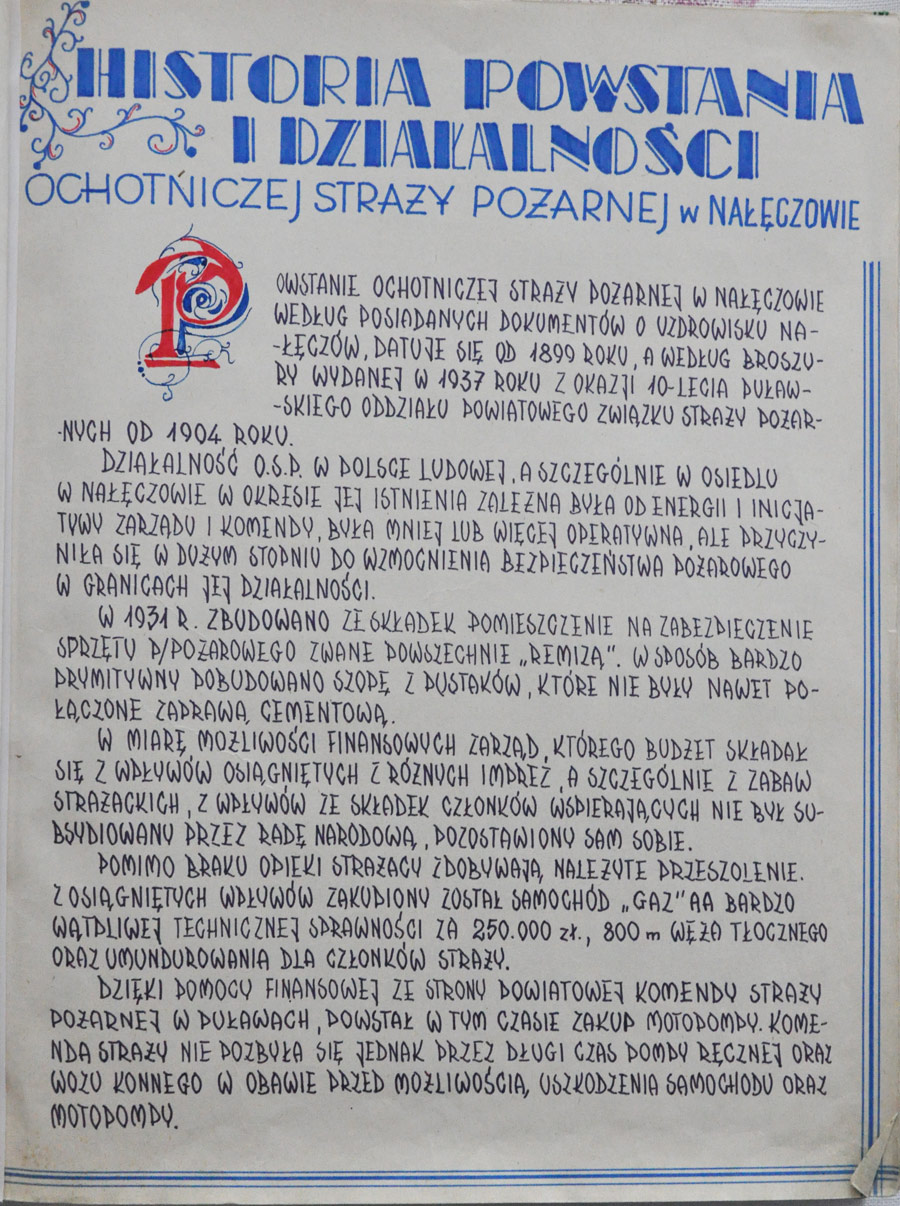 HISTORIA POWSTANIA
I DZIAŁALNOŚCI
OCHOTNICZEJ STRAŻY POŻARNEJ w NAŁĘCZOWIE
POWSTANIE OCHOTNICZEJ STRAŻY POŻARNEJ W NAŁĘCZOWIE
WEDŁUG POSIADANYCH DOKUMENTÓW O UZDROWISKU NA-
-ŁĘCZÓW, DATUJE SIĘ OD 1899 ROKU, A WEDŁUG BROSZU-
RY WYDANEJ W 1937 ROKU Z OKAZJI 10-LECIA PUŁAW-
-SKIEGO ODDZIAŁU POWIATOWEGO ZWIĄZKU STRAŻY POŻAR-
-NYCH OD 1904 ROKU.
DZIAŁALNOŚĆ O.S.P. W POLSCE LUDOWEJ, A SZCZEGÓLNIE W OSIEDLU
W NAŁĘCZOWIE W OKRESIE JEJ ISTNIENIA ZALEŻNA BYŁA OD ENERGII I INICJA-
TYWY ZARZĄDU I KOMENDY, BYŁA MNIEJ LUB WIĘCEJ OPERATYWNA, ALE PRZYCZY-
NIŁA SIĘ W DUŻYM STOPNIU DO WZMOCNIENIA BEZPIECZEŃSTWA POŻAROWEGO
W GRANICACH JEJ DZIAŁALNOŚCI.
W 1931 R. ZBUDOWANO ZE SKŁADEK POMIESZCZENIE NA ZABEZPIECZENIE
SPRZĘTU P/POŻAROWEGO ZWANE POWSZECHNIE „REMIZĄ". W SPOSÓB BARDZO
PRYMITYWNY DOBUDOWANO SZOPĘ Z PUSTAKÓW, KTÓRE NIE BYŁY NAWET PO-
ŁĄCZONE ZAPRAWĄ CEMENTOWĄ.
W MIARĘ MOŻLIWOŚCI FINANSOWYCH ZARZĄD, KTÓREGO BUDŻET SKŁADAŁ
SIĘ Z WPŁYWÓW OSIĄGNIĘTYCH Z RÓŻNYCH IMPREZ, A SZCZEGÓLNIE Z ZABAW
STRAŻACKICH, Z WPŁYWÓW ZE SKŁADEK CZŁONKÓW WSPIERAJĄCYCH NIE BYŁ SU-
BSYDIOWANY PRZEZ RADĘ NARODOWĄ, POZOSTAWIONY SAM SOBIE.
POMIMO BRAKU OPIEKI STRAŻACY ZDOBYWAJĄ NALEŻYTE PRZESZOLENIE.
Z OSIĄGNIĘTYCH WPŁYWÓW ZAKUPIONY ZOSTAŁ SAMOCHÓD „GAZ" AA BARDZO
WĄTPLIWEJ TECHNICZNEJ SPRAWNOŚCI ZA 250.000 zł., 800 m WĘŻA TŁOCZNEGO
ORAZ UMUNDUROWANIA DLA CZŁONKÓW STRAŻY.
DZIĘKI POMOCY FINANSOWEJ ZE STRONY POWIATOWEJ KOMENDY STRAŻY
POŻARNEJ W PUŁAWACH, POWSTAŁ W TYM CZASIE ZAKUP MOTOPOMPY. KOME-
NDA STRAŻY NIE POZBYŁA SIĘ JEDNAK PRZEZ DŁUGI CZAS POMPY RĘCZNEJ ORAZ
WOZU KONNEGO W OBAWIE PRZED MOŻLIWOŚCIĄ USZKODZENIA SAMOCHODU ORAZ
MOTOPOMPY.